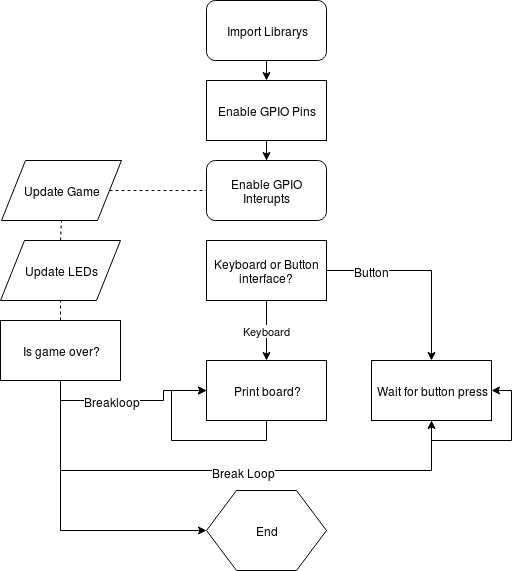 Import Librarys
Enable GPIO Pins
Enable GPIO
Interupts
Update Game
Update LEDs
Keyboard or Button
interface?
Button
Keyboard
Is game over?
Print board?
Wait for button press
Breakloop
Break Loop
End